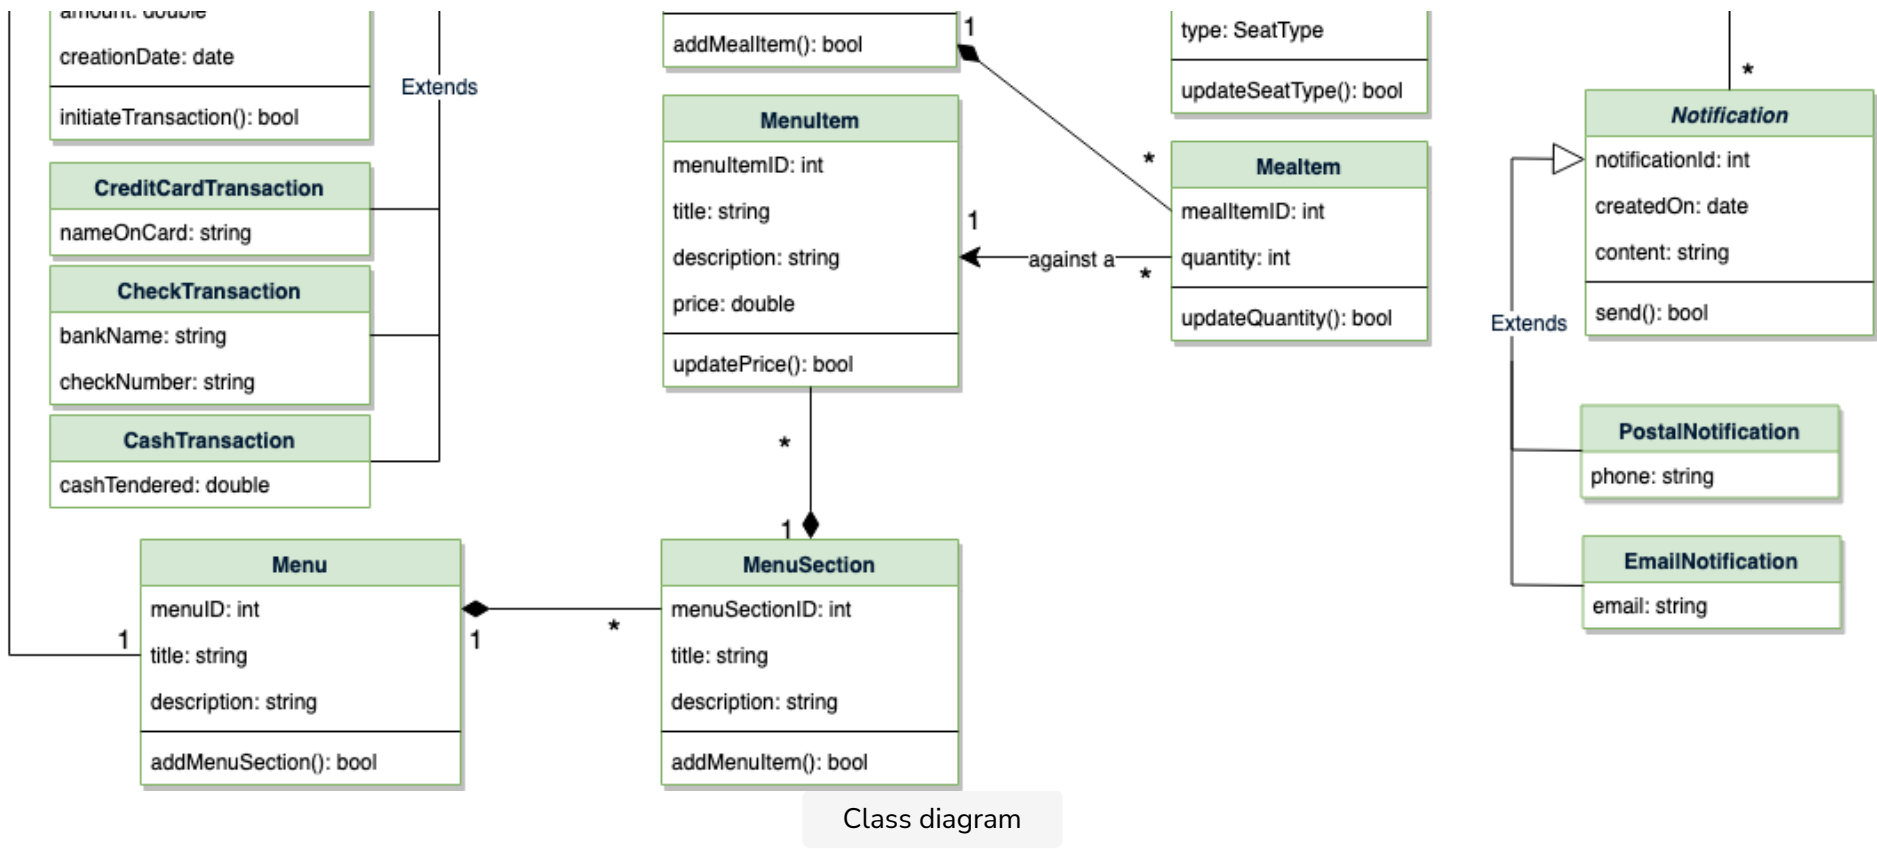 amount: double
creationDate: date
initiateTransaction(): bool
Extends
CreditCardTransaction
nameOnCard: string
CheckTransaction
bankName: string
checkNumber: string
CashTransaction
cashTendered: double
addMealItem(): bool
1
*
MenuItem
menuItemID: int
title: string
description: string
price: double
updatePrice(): bool
1
against a
*
type: SeatType
updateSeatType(): bool
MeaItem
mealItemID: int
quantity: int
updateQuantity(): bool
*
Notification
notificationId: int
createdOn: date
content: string
send(): bool
Extends
PostalNotification
phone: string
EmailNotification
email: string
*
1
1
Menu
menuID: int
title: string
description: string
addMenuSection(): bool
1
*
MenuSection
menuSectionID: int
title: string
description: string
addMenuItem(): bool
Class diagram